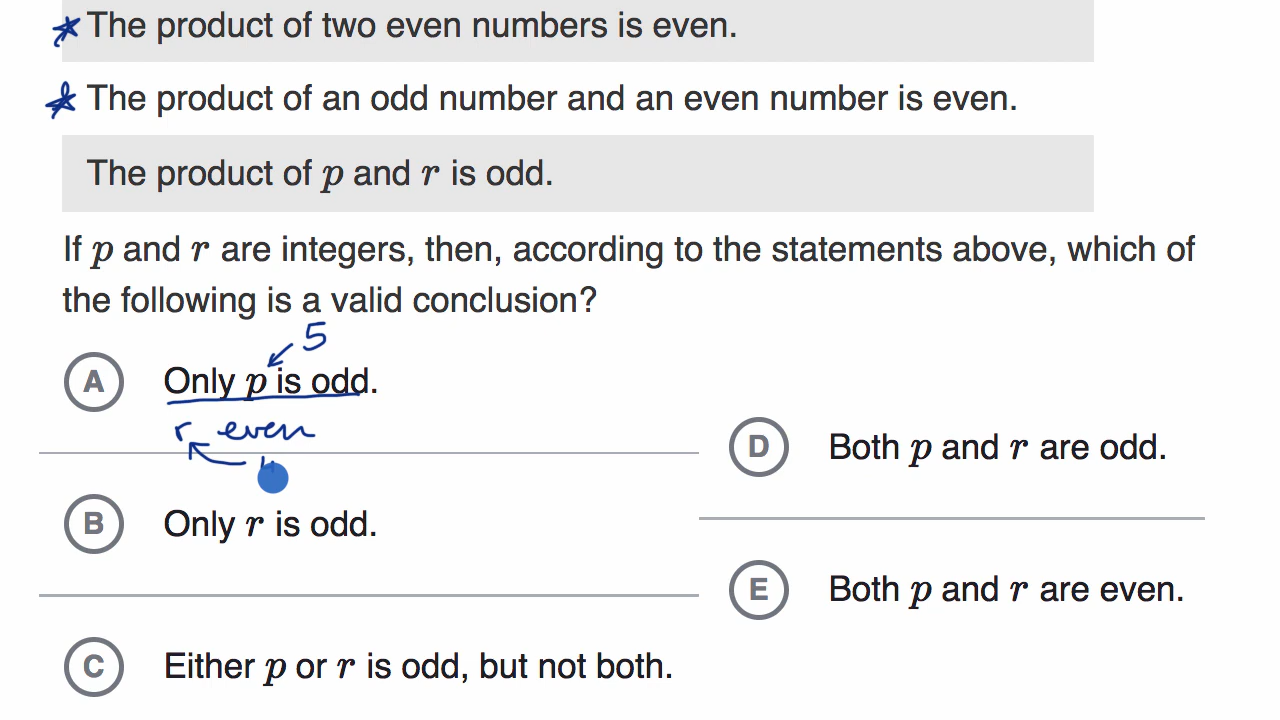 * The product of two even numbers is even.
* The product of an odd number and an even number is even.
The product of p and r is odd.
If p and r are integers, then, according to the statements above, which of
the following is a valid conclusion?
5
A Only p is odd.
r even
B Only r is odd.
C Either p or r is odd, but not both.
D Both p and r are odd.
E Both p and r are even.